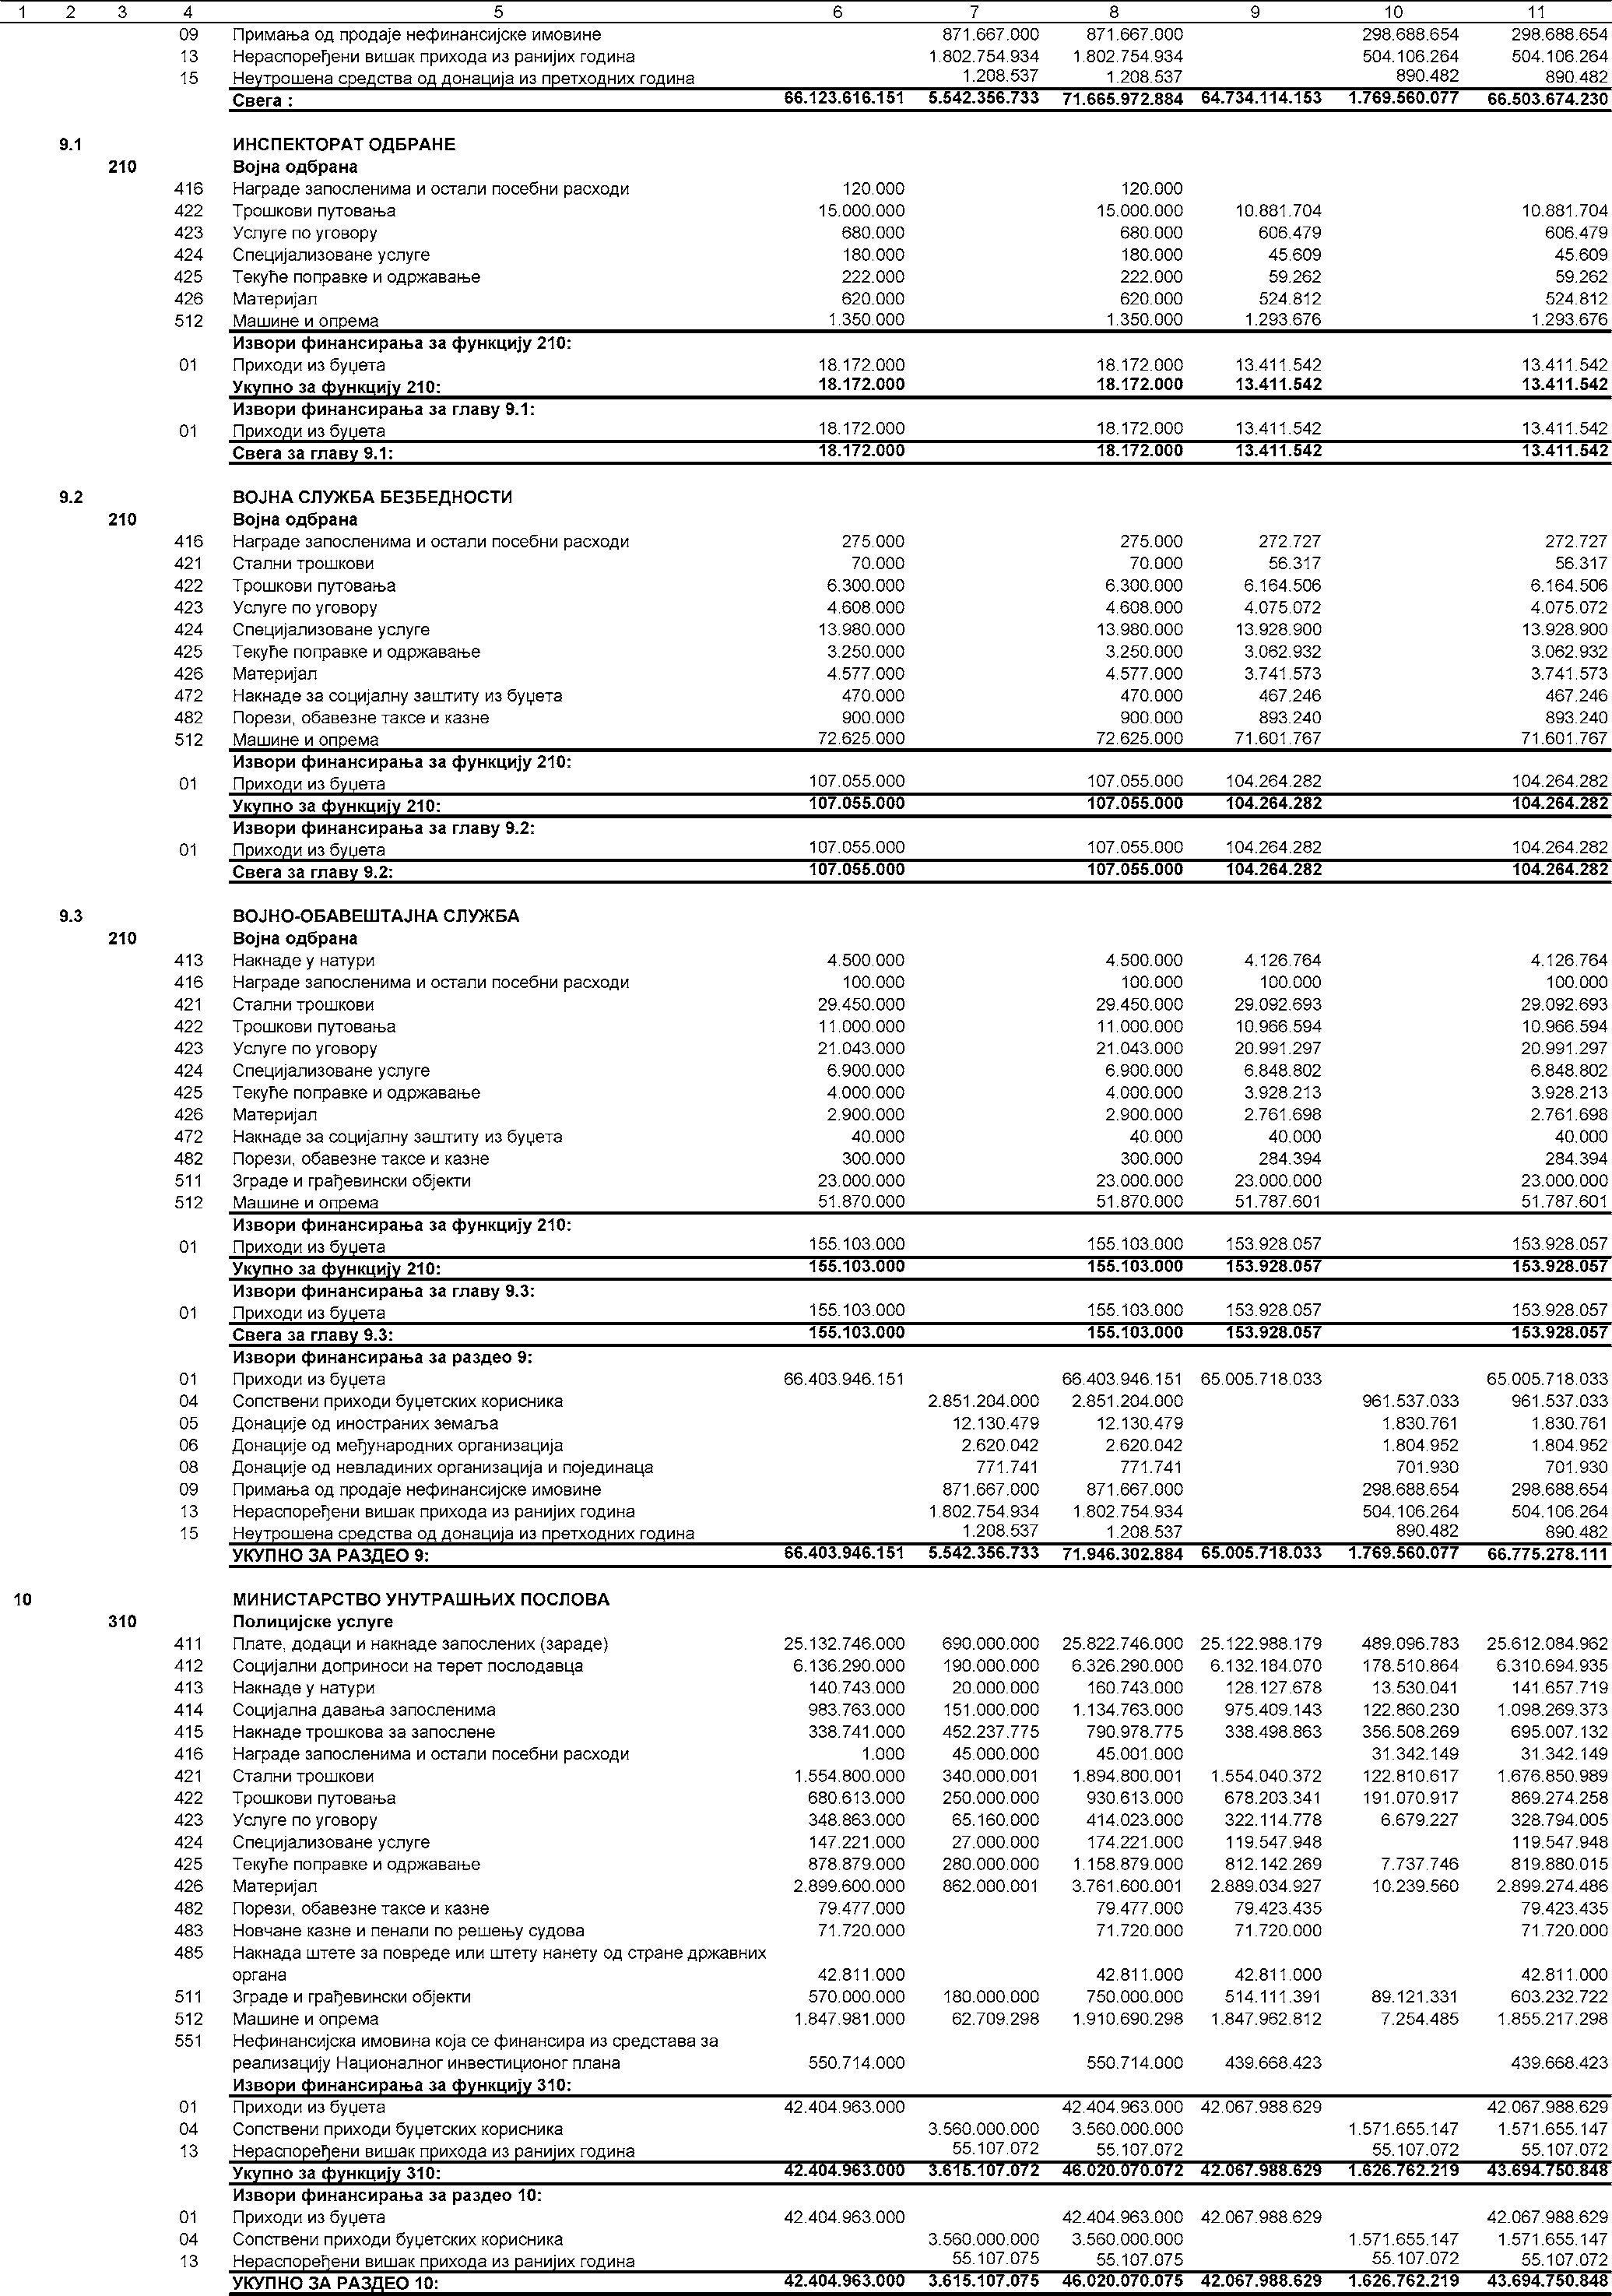 1 2 3 4 5 6 7 8 9 10 11
09 Примања од продаје нефинансијске имовине 871.667.000 871.667.000 298.688.654 298.688.654
13 Нераспоређени вишак прихода из ранијих година 1.802.754.934 1.802.754.934 504.106.264 504.106.264
15 Неутрошена средства од донација из претходних година 1.208.537 1.208.537 890.482 890.482
Свега : 66.123.616.151 5.542.356.733 71.665.972.884 64.734.114.153 1.769.560.077 66.503.674.230
9.1 ИНСПЕКТОРАТ ОДБРАНЕ
210 Војна одбрана
416 Награде запосленима и остали посебни расходи 120.000 120.000
422 Трошкови путовања 15.000.000 15.000.000 10.881.704 10.881.704
423 Услуге по уговору 680.000 680.000 606.479 606.479
424 Специјализоване услуге 180.000 180.000 45.609 45.609
425 Текуће поправке и одржавање 222.000 222.000 59.262 59.262
426 Материјал 620.000 620.000 524.812 524.812
512 Машине и опрема 1.350.000 1.350.000 1.293.676 1.293.676
Извори финансирања за функцију 210:
01 Приходи из буџета 18.172.000 18.172.000 13.411.542 13.411.542
Укупно за функцију 210: 18.172.000 18.172.000 13.411.542 13.411.542
Извори финансирања за главу 9.1:
01 Приходи из буџета 18.172.000 18.172.000 13.411.542 13.411.542
Свега за главу 9.1: 18.172.000 18.172.000 13.411.542 13.411.542
9.2 ВОЈНА СЛУЖБА БЕЗБЕДНОСТИ
210 Војна одбрана
416 Награде запосленима и остали посебни расходи 275.000 275.000 272.727 272.727
421 Стални трошкови 70.000 70.000 56.317 56.317
422 Трошкови путовања 6.300.000 6.300.000 6.164.506 6.164.506
423 Услуге по уговору 4.608.000 4.608.000 4.075.072 4.075.072
424 Специјализоване услуге 13.980.000 13.980.000 13.928.900 13.928.900
425 Текуће поправке и одржавање 3.250.000 3.250.000 3.062.932 3.062.932
426 Материјал 4.577.000 4.577.000 3.741.573 3.741.573
472 Накнаде за социјалну заштиту из буџета 470.000 470.000 467.246 467.246
482 Порези, обавезне таксе и казне 900.000 900.000 893.240 893.240
512 Машине и опрема 72.625.000 72.625.000 71.601.767 71.601.767
Извори финансирања за функцију 210:
01 Приходи из буџета 107.055.000 107.055.000 104.264.282 104.264.282
Укупно за функцију 210: 107.055.000 107.055.000 104.264.282 104.264.282
Извори финансирања за главу 9.2:
01 Приходи из буџета 107.055.000 107.055.000 104.264.282 104.264.282
Свега за главу 9.2: 107.055.000 107.055.000 104.264.282 104.264.282
9.3 ВОЈНО-ОБАВЕШТАЈНА СЛУЖБА
210 Војна одбрана
413 Накнаде у натури 4.500.000 4.500.000 4.126.764 4.126.764
416 Награде запосленима и остали посебни расходи 100.000 100.000 100.000 100.000
421 Стални трошкови 29.450.000 29.450.000 29.092.693 29.092.693
422 Трошкови путовања 11.000.000 11.000.000 10.966.594 10.966.594
423 Услуге по уговору 21.043.000 21.043.000 20.991.297 20.991.297
424 Специјализоване услуге 6.900.000 6.900.000 6.848.802 6.848.802
425 Текуће поправке и одржавање 4.000.000 4.000.000 3.928.213 3.928.213
426 Материјал 2.900.000 2.900.000 2.761.698 2.761.698
472 Накнаде за социјалну заштиту из буџета 40.000 40.000 40.000 40.000
482 Порези, обавезне таксе и казне 300.000 300.000 284.394 284.394
511 Зграде и грађевински објекти 23.000.000 23.000.000 23.000.000 23.000.000
512 Машине и опрема 51.870.000 51.870.000 51.787.601 51.787.601
Извори финансирања за функцију 210:
01 Приходи из буџета 155.103.000 155.103.000 153.928.057 153.928.057
Укупно за функцију 210: 155.103.000 155.103.000 153.928.057 153.928.057
Извори финансирања за главу 9.3:
01 Приходи из буџета 155.103.000 155.103.000 153.928.057 153.928.057
Свега за главу 9.3: 155.103.000 155.103.000 153.928.057 153.928.057
Извори финансирања за раздео 9:
01 Приходи из буџета 66.403.946.151 66.403.946.151 65.005.718.033 65.005.718.033
04 Сопствени приходи буџетских корисника 2.851.204.000 2.851.204.000 961.537.033 961.537.033
05 Донације од иностраних земаља 12.130.479 12.130.479 1.830.761 1.830.761
06 Донације од међународних организација 2.620.042 2.620.042 1.804.952 1.804.952
08 Донације од невладиних организација и појединаца 771.741 771.741 701.930 701.930
09 Примања од продаје нефинансијске имовине 871.667.000 871.667.000 298.688.654 298.688.654
13 Нераспоређени вишак прихода из ранијих година 1.802.754.934 1.802.754.934 504.106.264 504.106.264
15 Неутрошена средства од донација из претходних година 1.208.537 1.208.537 890.482 890.482
УКУПНО ЗА РАЗДЕО 9: 66.403.946.151 5.542.356.733 71.946.302.884 65.005.718.033 1.769.560.077 66.775.278.111
10 МИНИСТАРСТВО УНУТРАШЊИХ ПОСЛОВА
310 Полицијске услуге
411 Плате, додаци и накнаде запослених (зараде) 25.132.746.000 690.000.000 25.822.746.000 25.122.988.179 489.096.783 25.612.084.962
412 Социјални доприноси на терет послодавца 6.136.290.000 190.000.000 6.326.290.000 6.132.184.070 178.510.864 6.310.694.935
413 Накнаде у натури 140.743.000 20.000.000 160.743.000 128.127.678 13.530.041 141.657.719
414 Социјална давања запосленима 983.763.000 151.000.000 1.134.763.000 975.409.143 122.860.230 1.098.269.373
415 Накнаде трошкова за запослене 338.741.000 452.237.775 790.978.775 338.498.863 356.508.269 695.007.132
416 Награде запосленима и остали посебни расходи 1.000 45.000.000 45.001.000 31.342.149 31.342.149
421 Стални трошкови 1.554.800.000 340.000.001 1.894.800.001 1.554.040.372 122.810.617 1.676.850.989
422 Трошкови путовања 680.613.000 250.000.000 930.613.000 678.203.341 191.070.917 869.274.258
423 Услуге по уговору 348.863.000 65.160.000 414.023.000 322.114.778 6.679.227 328.794.005
424 Специјализоване услуге 147.221.000 27.000.000 174.221.000 119.547.948 119.547.948
425 Текуће поправке и одржавање 878.879.000 280.000.000 1.158.879.000 812.142.269 7.737.746 819.880.015
426 Материјал 2.899.600.000 862.000.001 3.761.600.001 2.889.034.927 10.239.560 2.899.274.486
482 Порези, обавезне таксе и казне 79.477.000 79.477.000 79.423.435 79.423.435
483 Новчане казне и пенали по решењу судова 71.720.000 71.720.000 71.720.000 71.720.000
485 Накнада штете за повреде или штету нанету од стране државних
органа 42.811.000 42.811.000 42.811.000 42.811.000
511 Зграде и грађевински објекти 570.000.000 180.000.000 750.000.000 514.111.391 89.121.331 603.232.722
512 Машине и опрема 1.847.981.000 62.709.298 1.910.690.298 1.847.962.812 7.254.485 1.855.217.298
551 Нефинансијска имовина која се финансира из средстава за
реализацију Националног инвестиционог плана 550.714.000 550.714.000 439.668.423 439.668.423
Извори финансирања за функцију 310:
01 Приходи из буџета 42.404.963.000 42.404.963.000 42.067.988.629 42.067.988.629
04 Сопствени приходи буџетских корисника 3.560.000.000 3.560.000.000 1.571.655.147 1.571.655.147
13 Нераспоређени вишак прихода из ранијих година 55.107.072 55.107.072 55.107.072 55.107.072
Укупно за функцију 310: 42.404.963.000 3.615.107.072 46.020.070.072 42.067.988.629 1.626.762.219 43.694.750.848
Извори финансирања за раздео 10:
01 Приходи из буџета 42.404.963.000 42.404.963.000 42.067.988.629 42.067.988.629
04 Сопствени приходи буџетских корисника 3.560.000.000 3.560.000.000 1.571.655.147 1.571.655.147
13 Нераспоређени вишак прихода из ранијих година 55.107.075 55.107.075 55.107.072 55.107.072
УКУПНО ЗА РАЗДЕО 10: 42.404.963.000 3.615.107.075 46.020.070.075 42.067.988.629 1.626.762.219 43.694.750.848